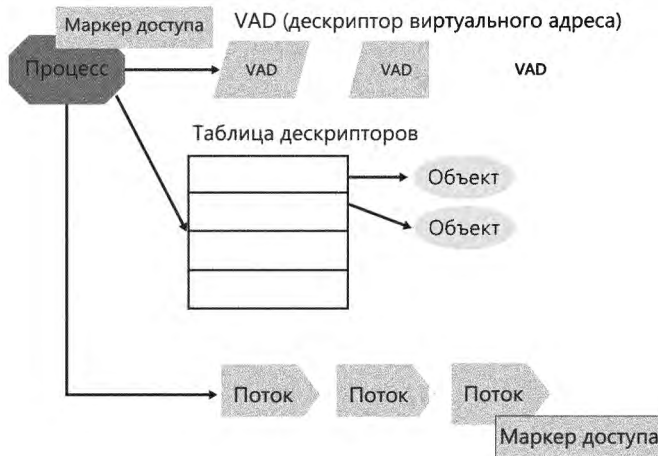 Маркер доступа
VAD (дескриптор виртуального адреса)
Процесс
VAD
VAD
VAD
Таблица дескрипторов
Объект
Объект
Поток
Поток
Поток
Маркер доступа